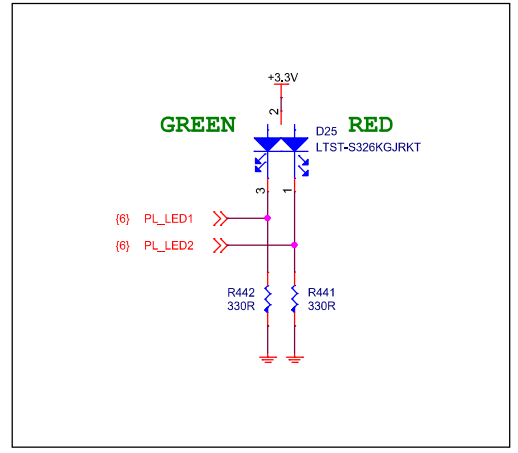 +3.3V
2
GREEN
RED
D25
LTST-S326KGJRKT
3
1
{6} PL_LED1
{6} PL_LED2
R442
330R
R441
330R